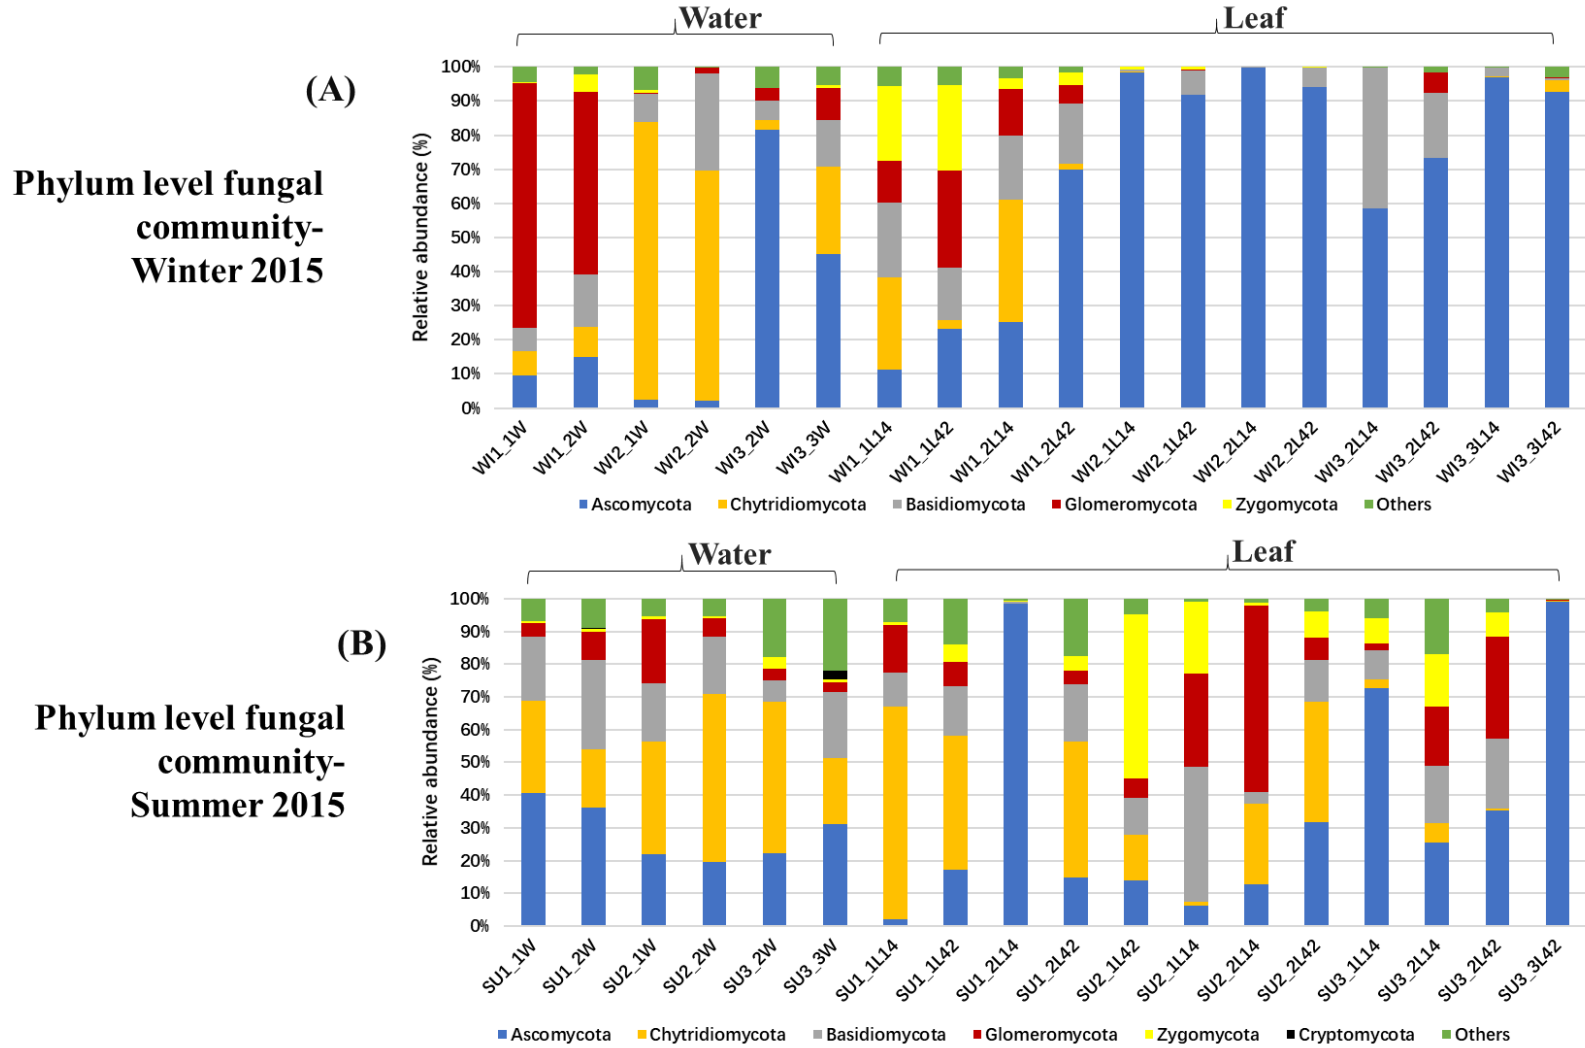 Water
Leaf
(A)
Phylum level fungal
community-
Winter 2015
Relative abundance (%)
100%
90%
80%
70%
60%
50%
40%
30%
20%
10%
0%
WI1_1W
WI1_2W
WI2_1W
WI2_2W
WI3_2W
WI3_3W
WI1_1L14
WI1_1L42
WI1_2L14
WI1_2L42
WI2_1L14
WI2_1L42
WI2_2L14
WI2_2L42
WI3_2L14
WI3_2L42
WI3_3L14
WI3_3L42
Ascomycota Chytridiomycota Basidiomycota Glomeromycota Zygomycota Others
Water
Leaf
(B)
Phylum level fungal
community-
Summer 2015
Relative abundance (%)
100%
90%
80%
70%
60%
50%
40%
30%
20%
10%
0%
SU1_1W
SU1_2W
SU2_1W
SU2_2W
SU3_2W
SU3_3W
SU1_1L14
SU1_1L42
SU1_2L14
SU1_2L42
SU2_1L42
SU2_1L14
SU2_2L14
SU2_2L42
SU3_1L14
SU3_2L14
SU3_2L42
SU3_3L42
Ascomycota Chytridiomycota Basidiomycota Glomeromycota Zygomycota Cryptomycota Others